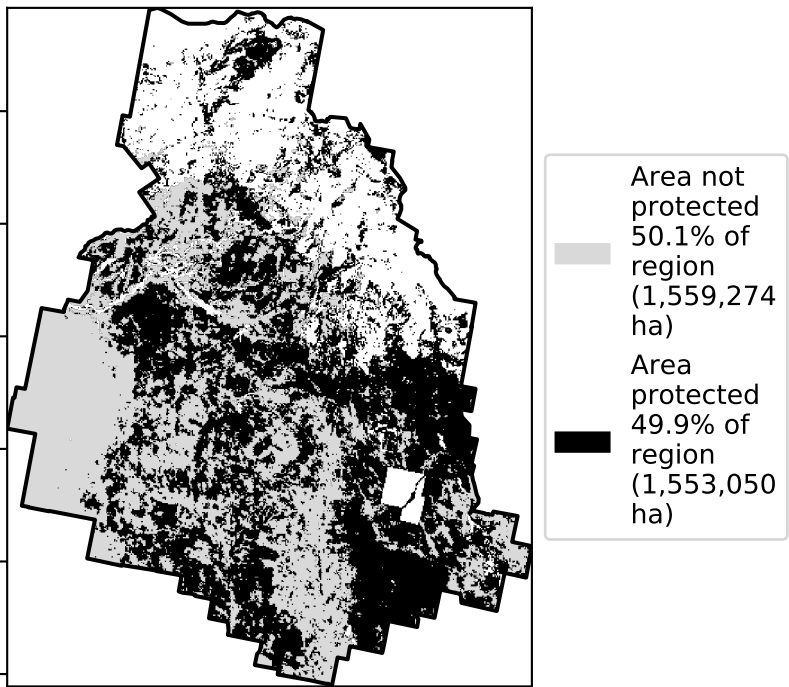 Area not
protected
50.1% of
region
(1,559,274
ha)
Area
protected
49.9% of
region
(1,553,050
ha)